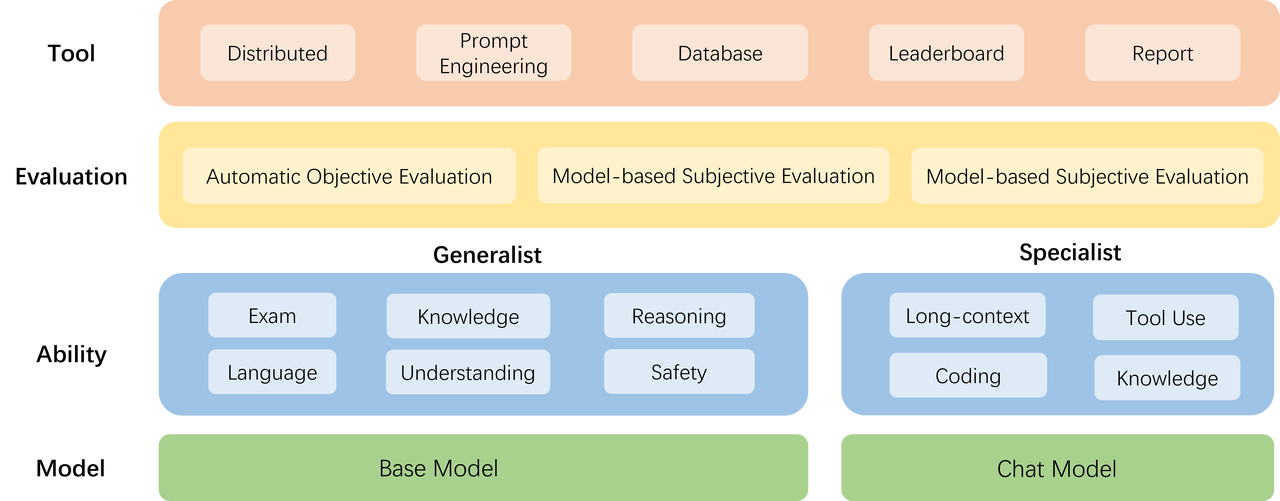 Tool
Distributed
Prompt
Engineering
Database
Leaderboard
Report
Evaluation
Automatic Objective Evaluation
Model-based Subjective Evaluation
Model-based Subjective Evaluation
Generalist
Specialist
Ability
Exam
Knowledge
Reasoning
Language
Understanding
Safety
Long-context
Tool Use
Coding
Knowledge
Model
Base Model
Chat Model